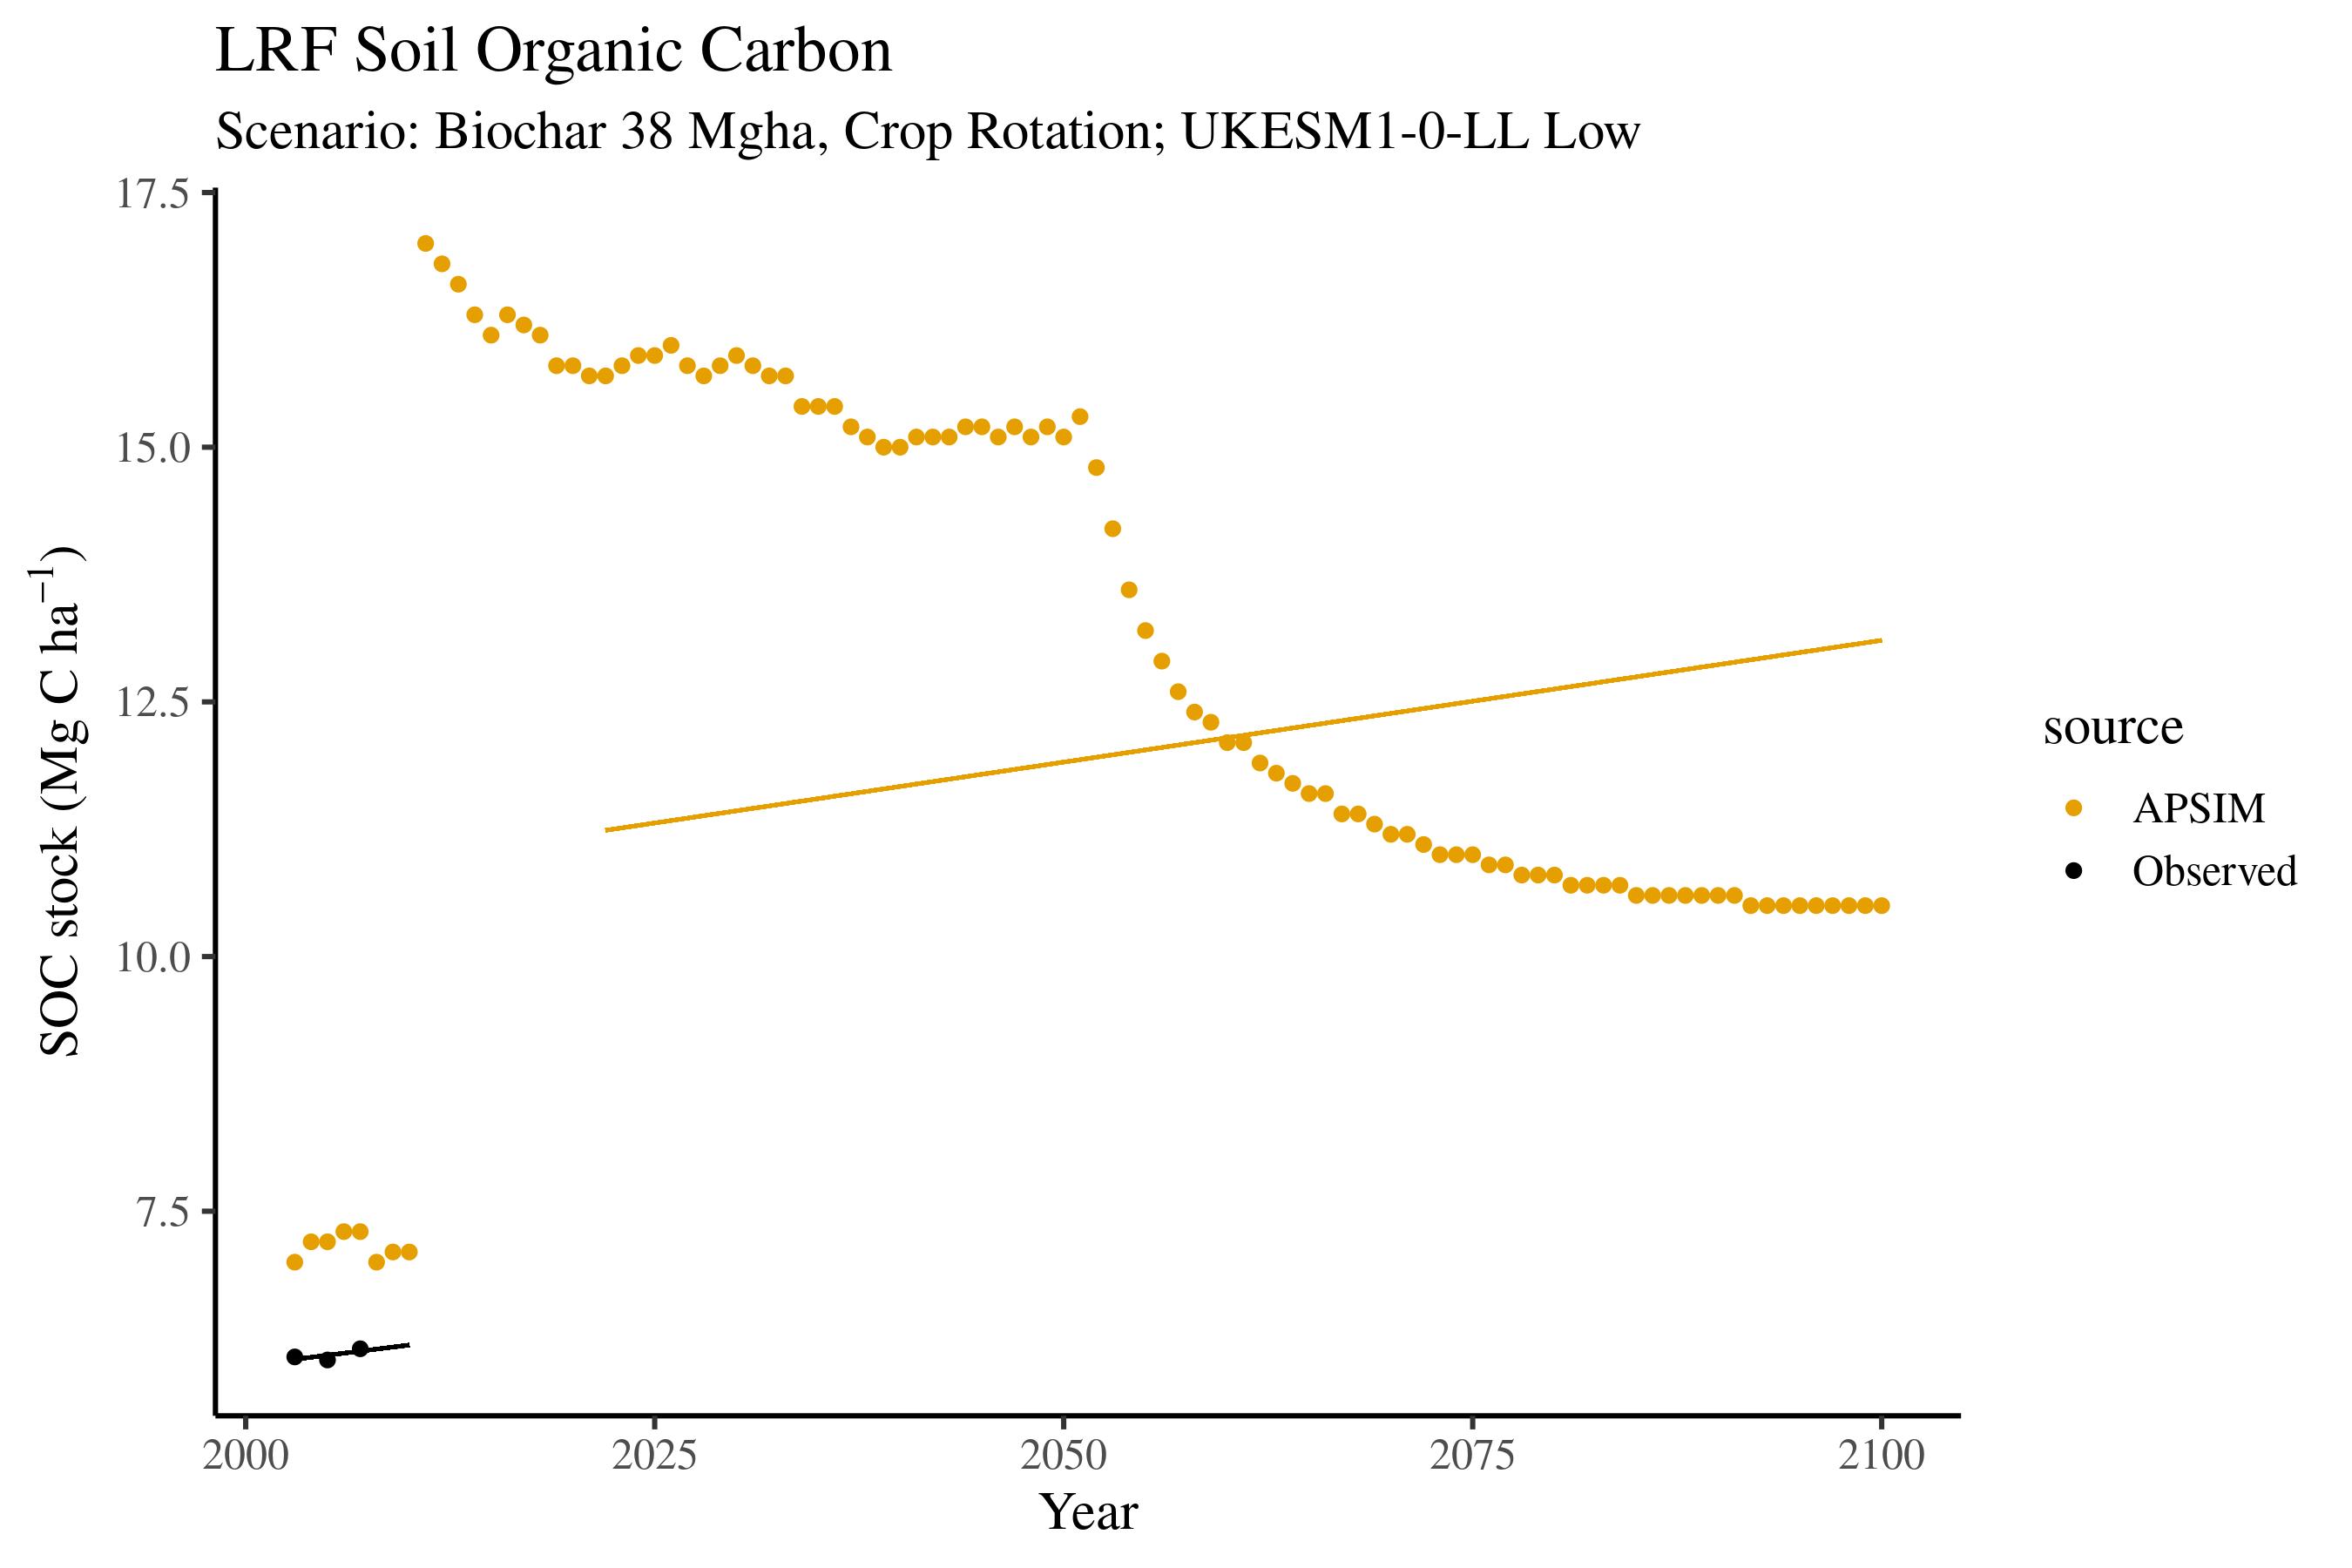 LRF Soil Organic Carbon
Scenario: Biochar 38 Mgha, Crop Rotation; UKESM1-0-LL Low
17.5
15.0
12.5
10.0
7.5
SOC stock (Mg C ha⁻¹)
2000 2025 2050 2075 2100
Year
source
APSIM
Observed